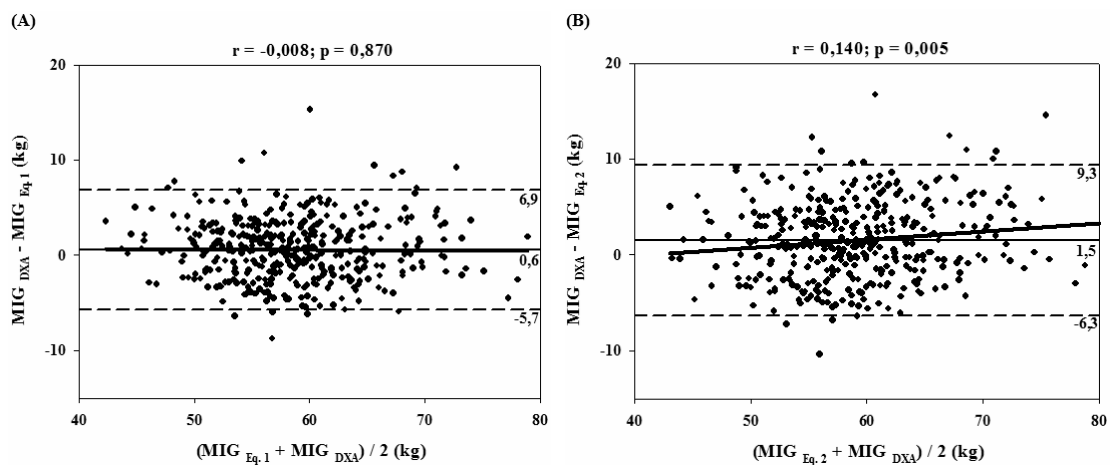 (A)
r = -0,008; p = 0,870
MIG DXA - MIG Eq. 1 (kg)
20
10
0
-10
6,9
0,6
-5,7
40 50 60 70 80
(MIG Eq. 1 + MIG DXA) / 2 (kg)
(B)
r = 0,140; p = 0,005
MIG DXA - MIG Eq. 2 (kg)
20
10
0
-10
9,3
1,5
-6,3
40 50 60 70 80
(MIG Eq. 2 + MIG DXA) / 2 (kg)